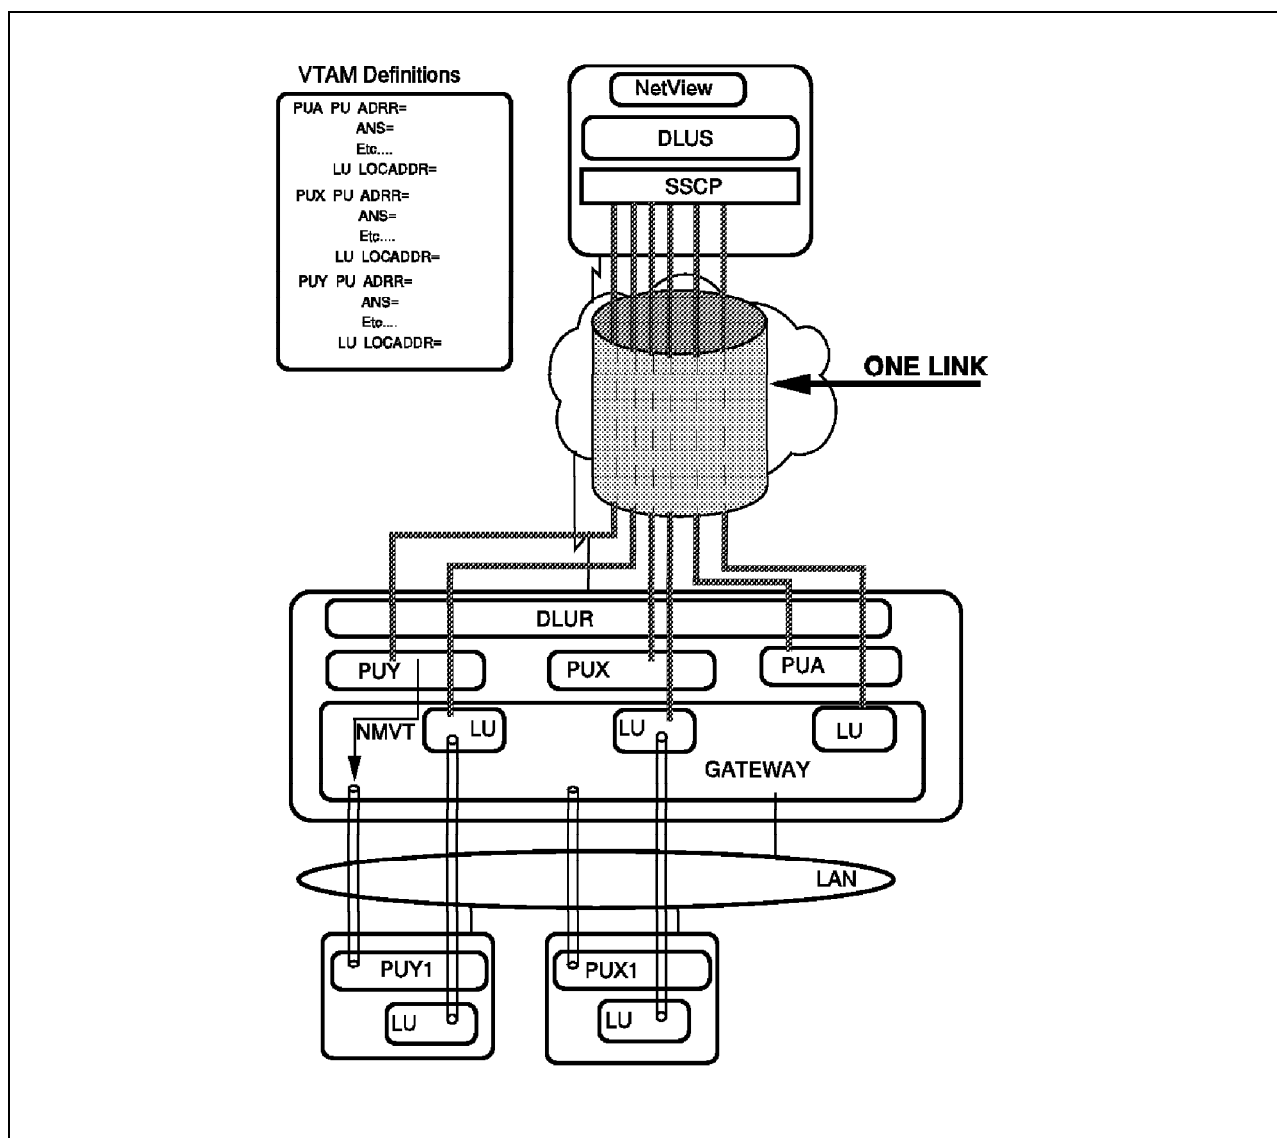 VTAM Definitions
PUA PU ADRR=
ANS=
Etc....
LU LOCADDR=
PUX PU ADRR=
ANS=
Etc....
LU LOCADDR=
PUY PU ADRR=
ANS=
Etc....
LU LOCADDR=
NetView
DLUS
SSCP
ONE LINK
DLUR
PUY
PUX
PUA
NMVT
LU
LU
LU
GATEWAY
LAN
PUY1
PUX1
LU
LU